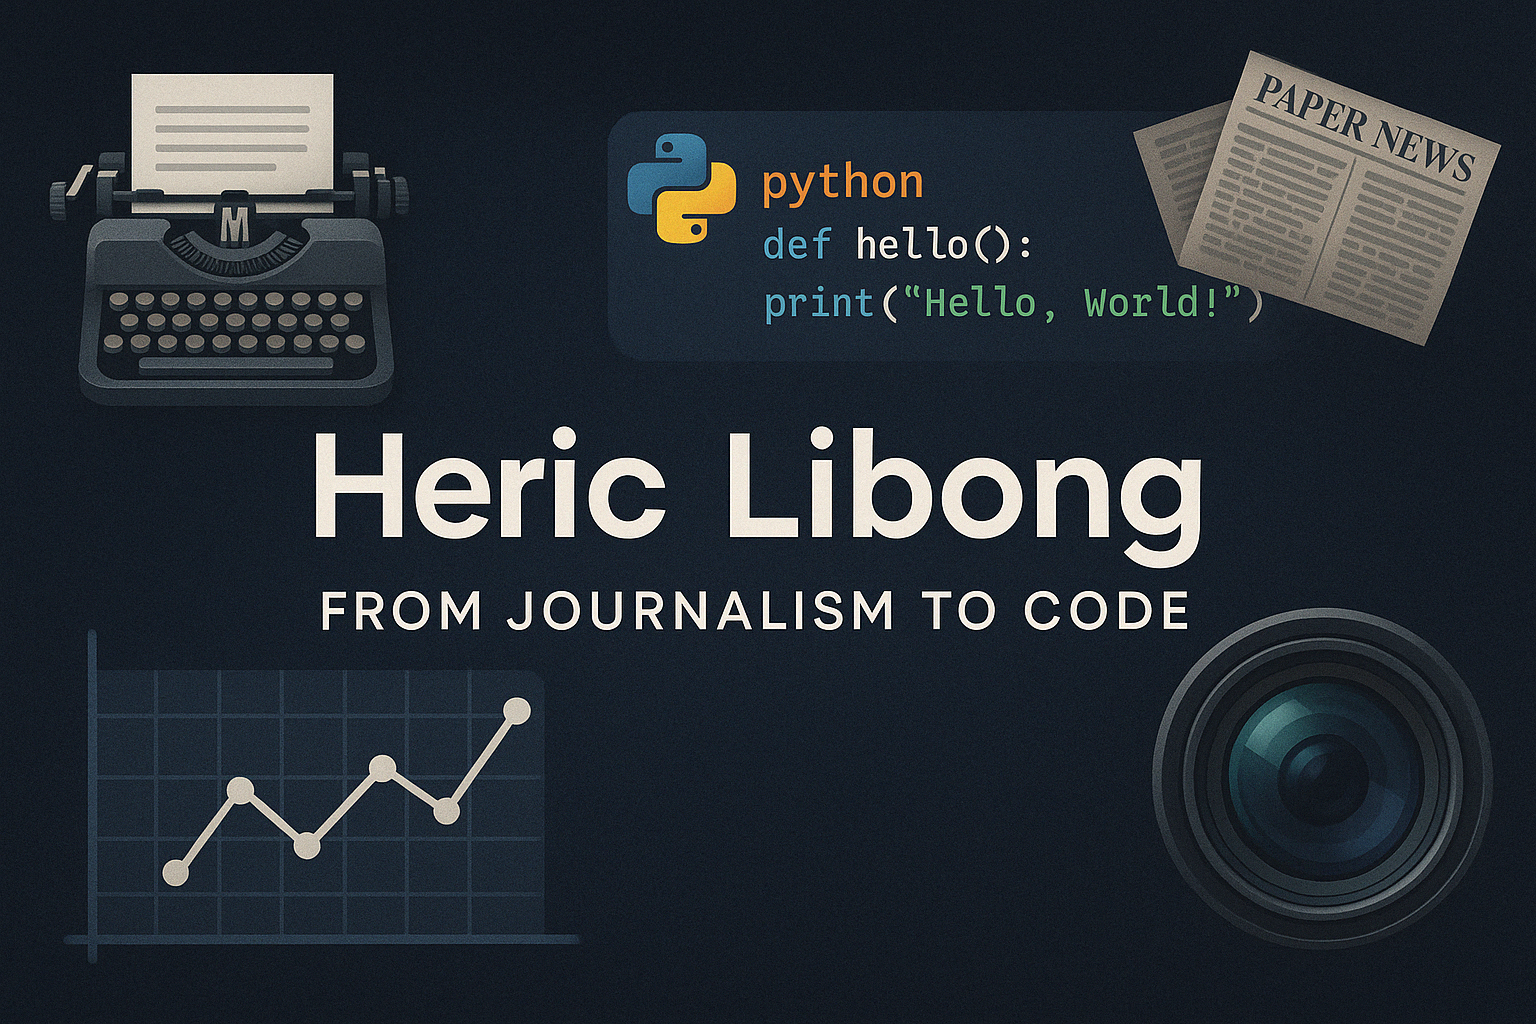 M
python
def hello():
print(“Hello, World!”)
PAPER NEWS
Heric Libong
FROM JOURNALISM TO CODE